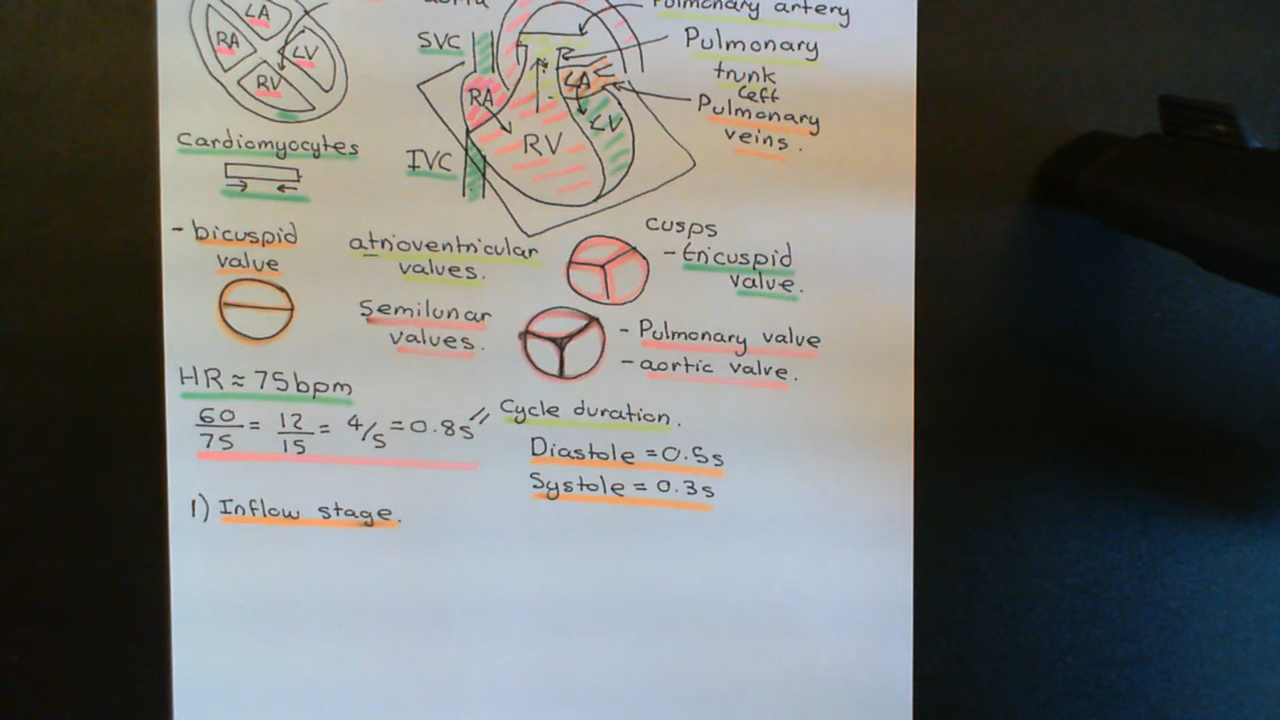 aorta
Pulmonary artery
LA
RA
LV
RV
SVC
Pulmonary
trunk
Left
Pulmonary
veins.
RA
LA
LV
RV
IVC
Cardiomyocytes
- bicuspid
valve
atrioventricular
valves.
cusps
- tricuspid
valve.
Semilunar
valves.
- Pulmonary valve
- aortic valve.
HR ≈ 75bpm
60/75 = 12/15 = 4/5 = 0.8s // Cycle duration.
Diastole = 0.5s
Systole = 0.3s
1) Inflow stage.